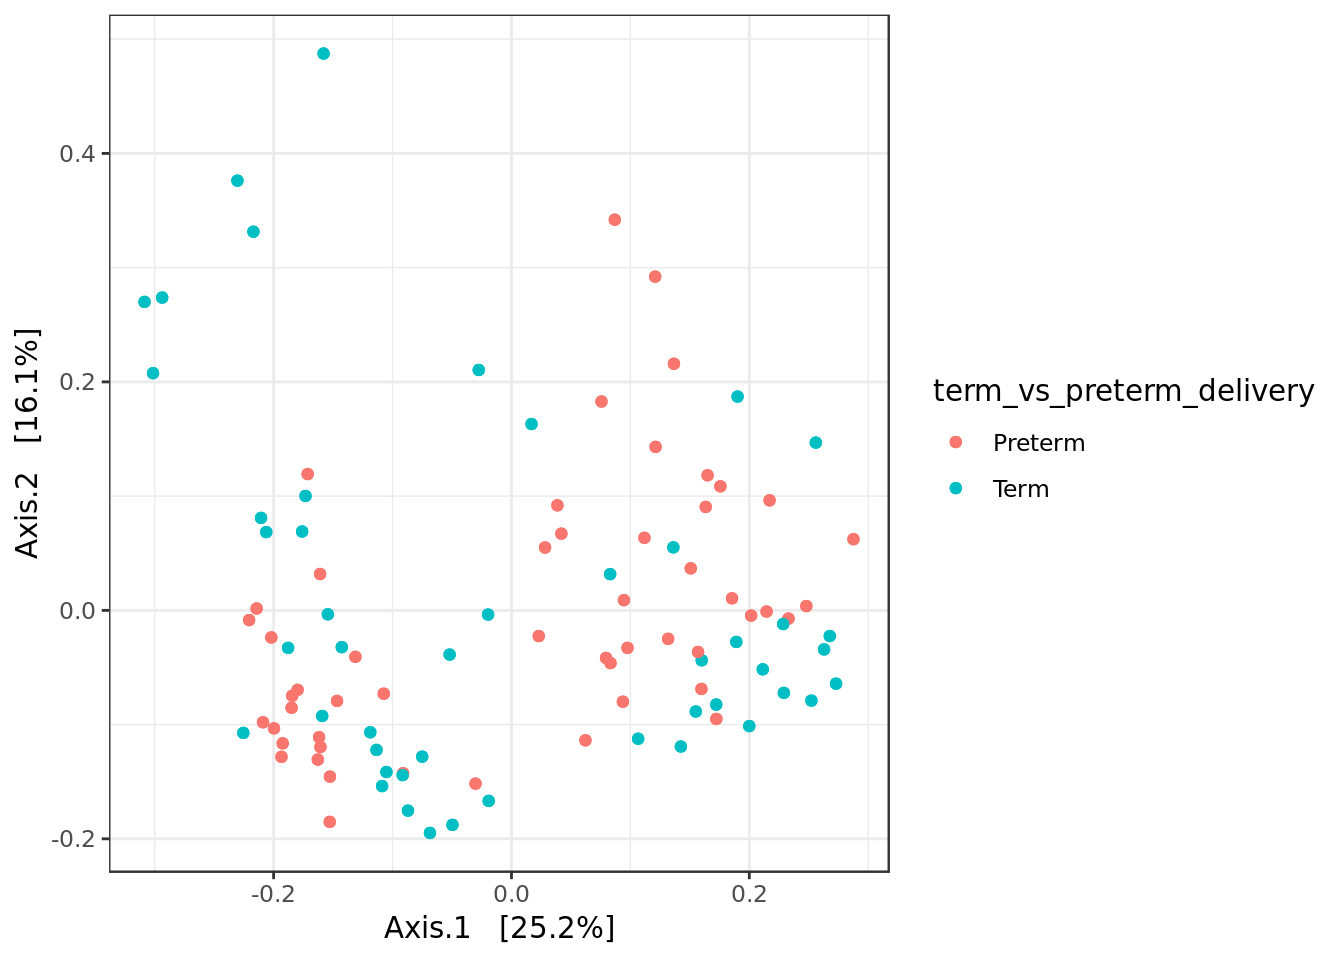 0.4
0.2
0.0
-0.2
Axis.2   [16.1%]
-0.2
0.0
0.2
Axis.1   [25.2%]
term_vs_preterm_delivery
Preterm
Term